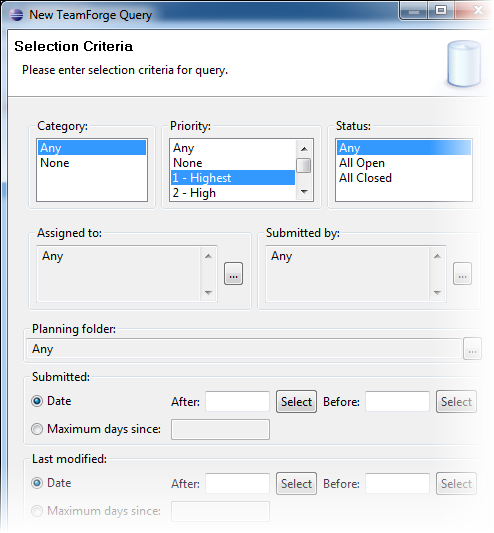 New TeamForge Query
Selection Criteria
Please enter selection criteria for query.
Category: Priority: Status:
Any Any Any
None None All Open
1 - Highest All Closed
2 - High
Assigned to: Submitted by:
Any ... Any ...
Planning folder:
Any ...
Submitted:
Date After: Select Before: Select
Maximum days since:
Last modified:
Date After: Select Before: Select
Maximum days since: